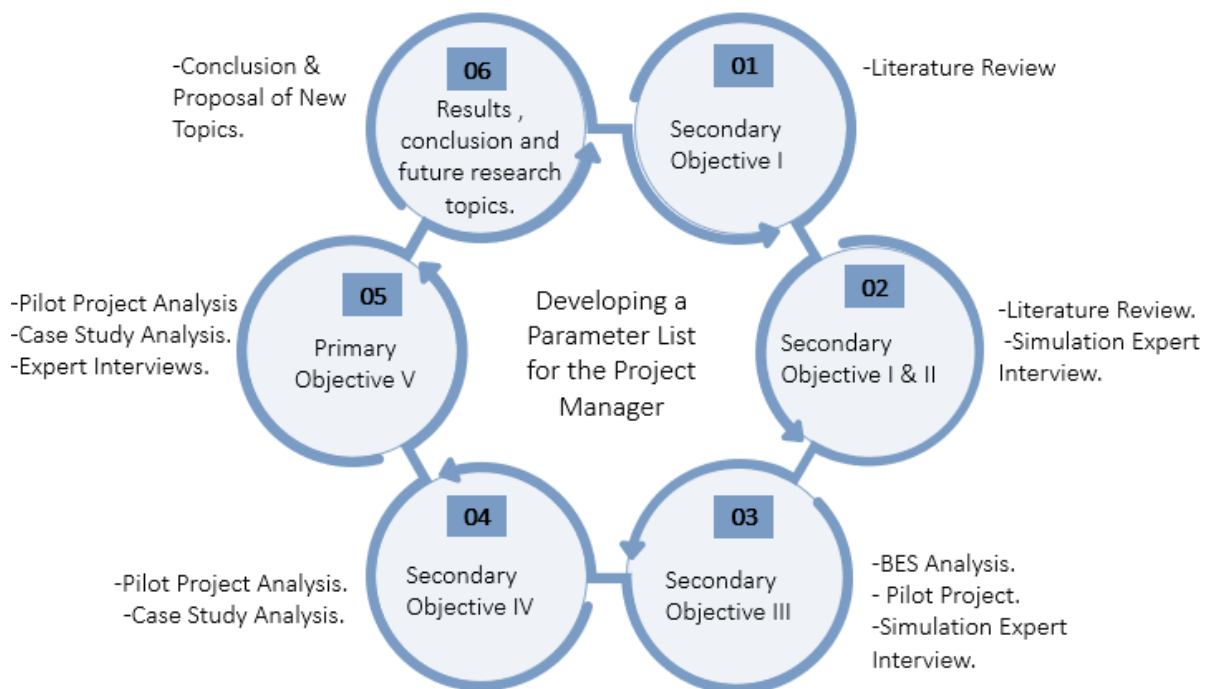 01
Secondary
Objective I
-Literature Review
02
Secondary
Objective I & II
-Literature Review.
-Simulation Expert
Interview.
03
Secondary
Objective III
-BES Analysis.
- Pilot Project.
-Simulation Expert
Interview.
04
Secondary
Objective IV
-Pilot Project Analysis.
-Case Study Analysis.
05
Primary
Objective V
-Pilot Project Analysis
-Case Study Analysis.
-Expert Interviews.
06
Results ,
conclusion and
future research
topics.
-Conclusion &
Proposal of New
Topics.
Developing a
Parameter List
for the Project
Manager